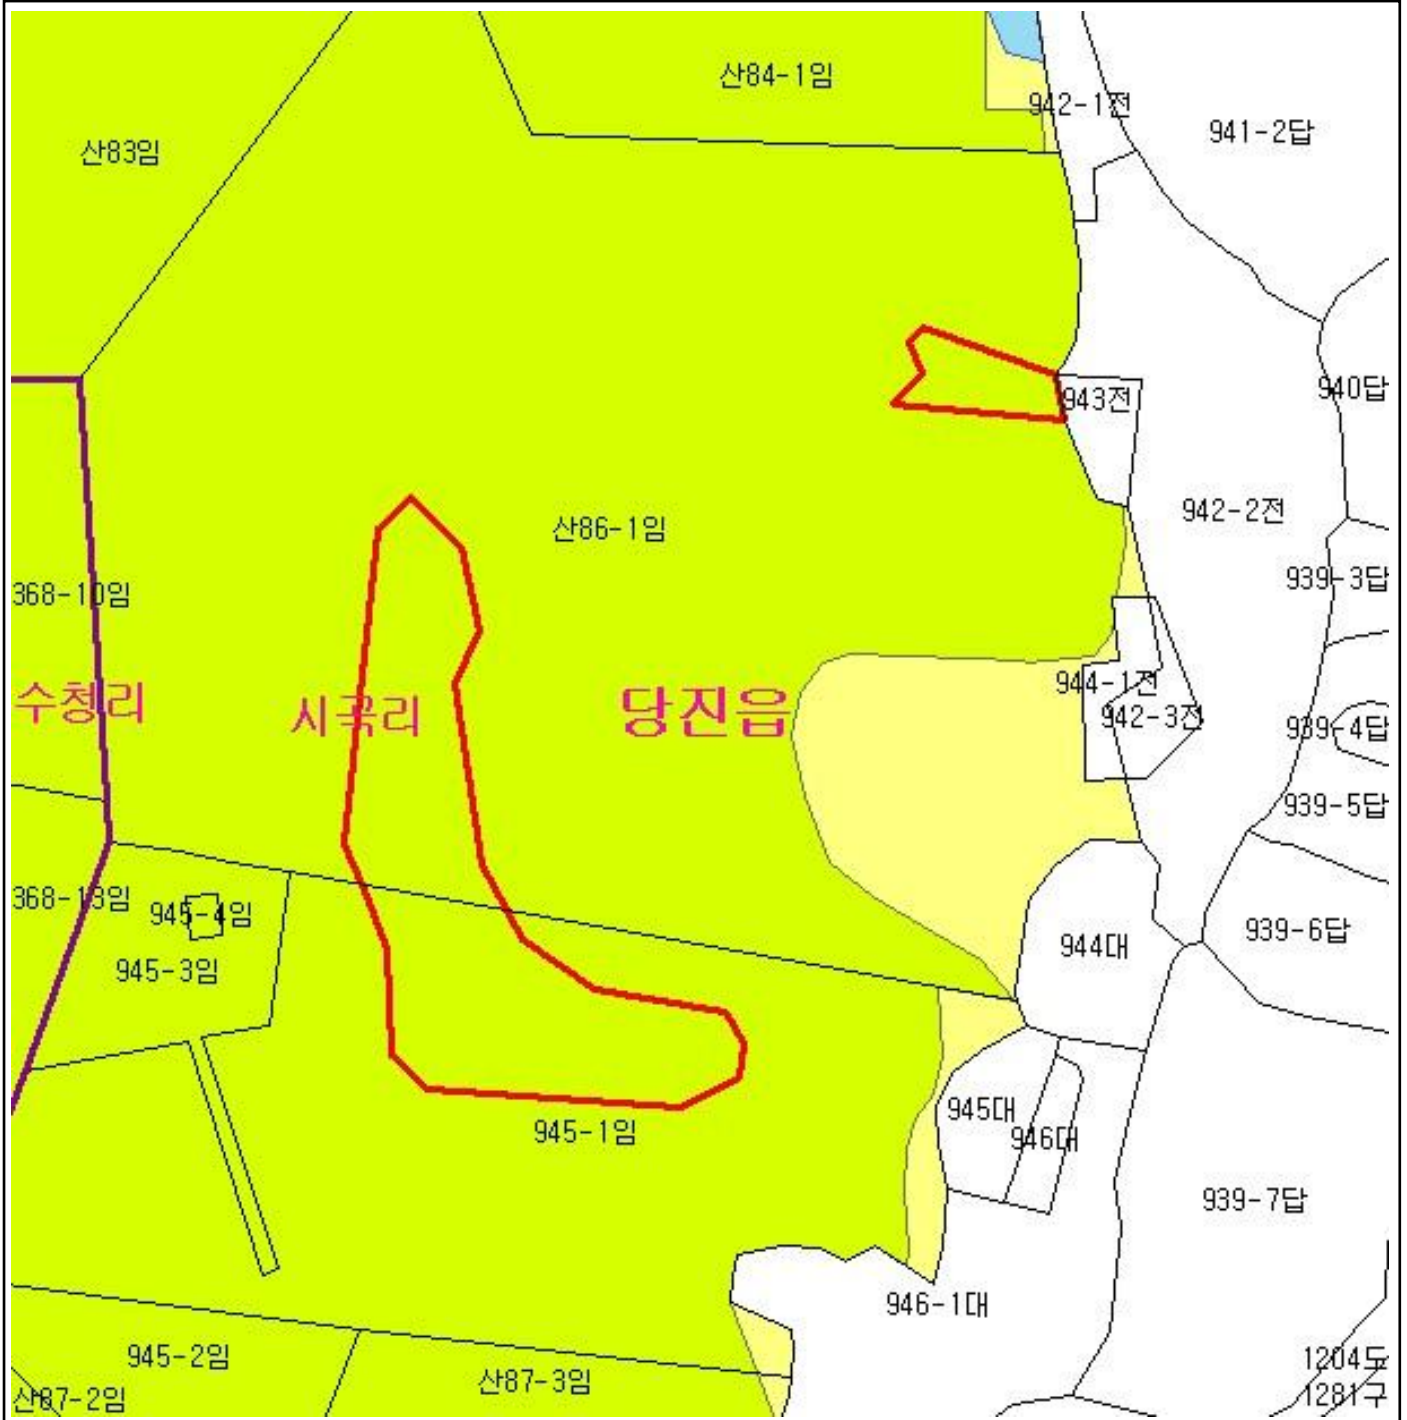 산84-1임
942-1전
941-2답
산83임
940답
943전
942-2전
산86-1임
939-3답
368-10임
944-1전
수청리
시곡리
당진읍
942-3전
939-4답
939-5답
368-13임
945-4임
939-6답
944대
945-3임
945대
945-1임
946대
939-7답
946-1대
945-2임
1204도
산87-3임
산87-2임
1281구